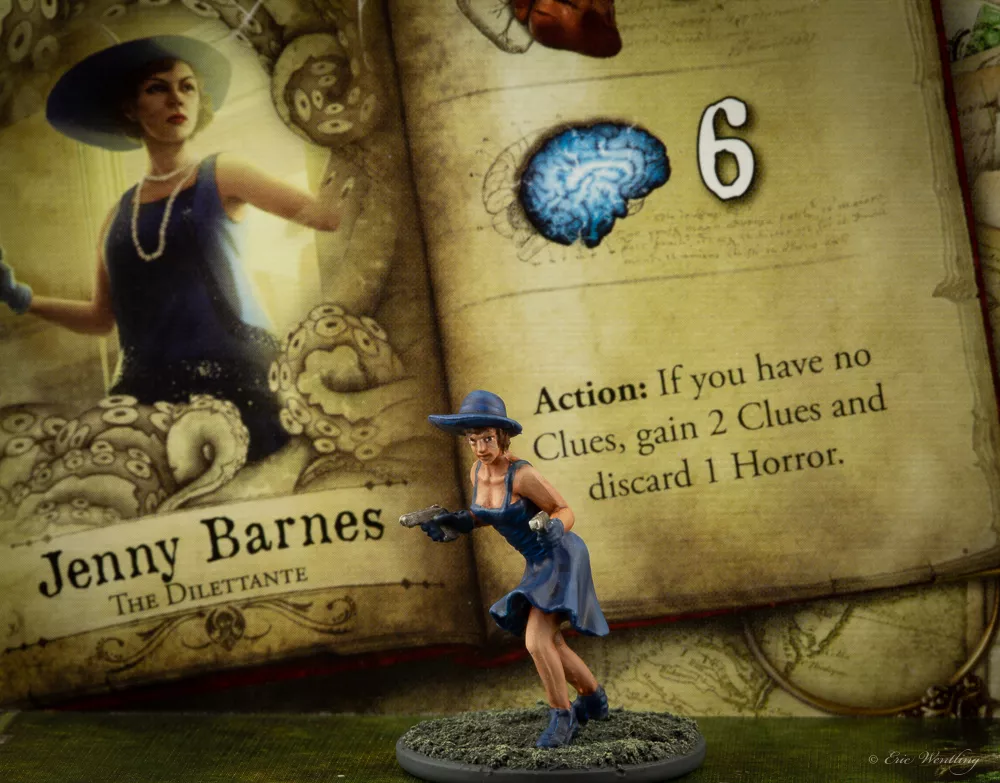 6
Action: If you have no
Clues, gain 2 Clues and
discard 1 Horror.
Jenny Barnes
The Dilettante
© Eric Wentling